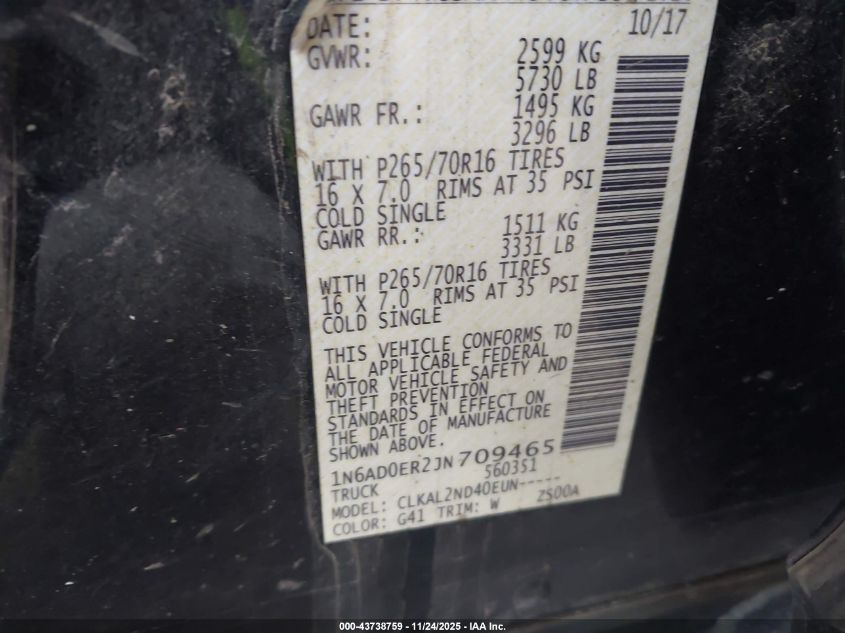 DATE: 10/17
GVWR: 2599 KG
5730 LB
GAWR FR.: 1495 KG
3296 LB
WITH P265/70R16 TIRES
16 X 7.0 RIMS AT 35 PSI
COLD SINGLE
GAWR RR.: 1511 KG
3331 LB
WITH P265/70R16 TIRES
16 X 7.0 RIMS AT 35 PSI
COLD SINGLE
THIS VEHICLE CONFORMS TO
ALL APPLICABLE FEDERAL
MOTOR VEHICLE SAFETY AND
THEFT PREVENTION
STANDARDS IN EFFECT ON
THE DATE OF MANUFACTURE
SHOWN ABOVE.
1N6AD0ER2JN709465
TRUCK 560351
MODEL: CLKAL2ND40EUN-----
COLOR: G41 TRIM: W ZS00A
000-43738759 - 11/24/2025 - IAA Inc.